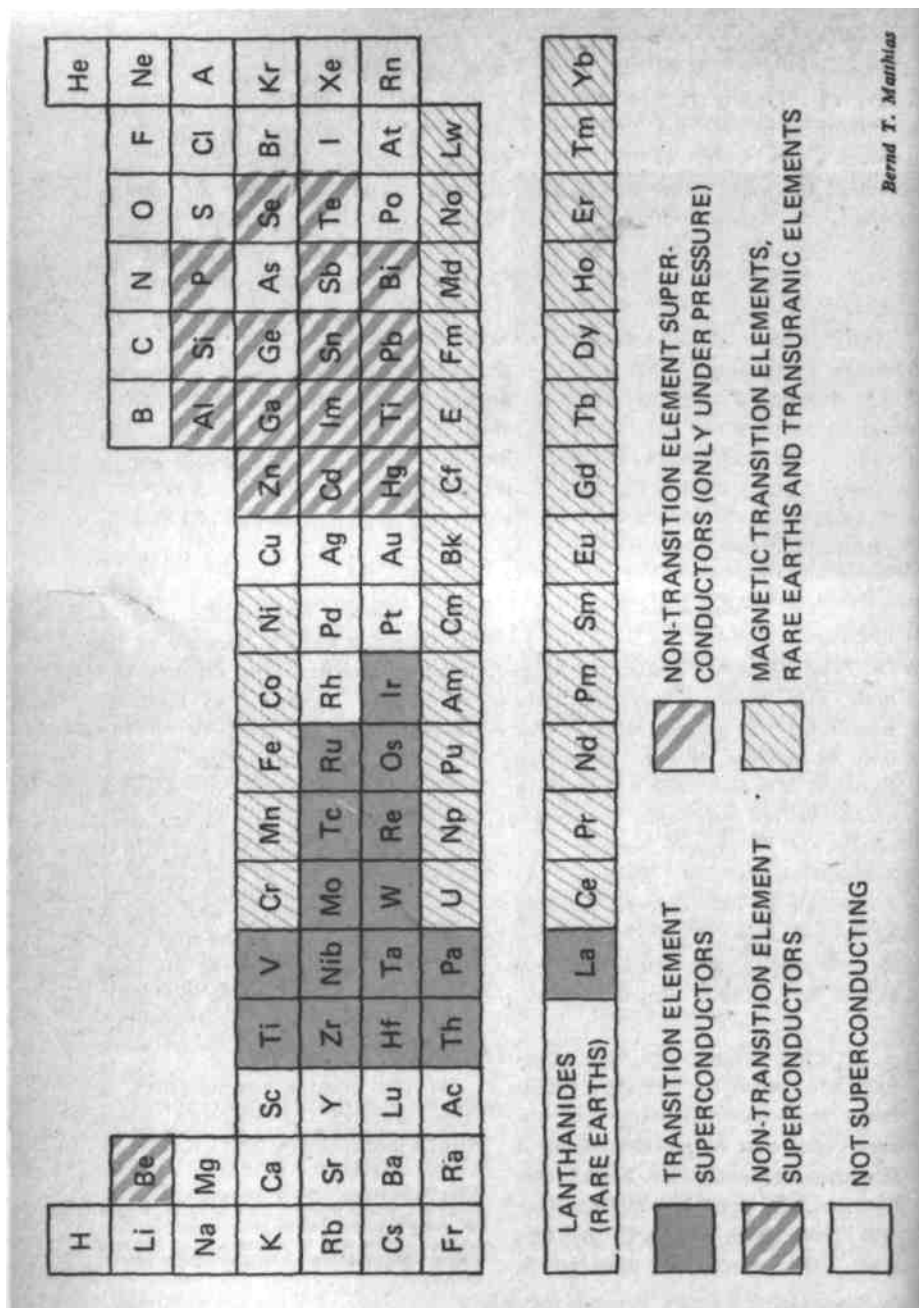 H He
Li Be B C N O F Ne
Na Mg Al Si P S Cl A
K Ca Sc Ti V Cr Mn Fe Co Ni Cu Zn Ga Ge As Se Br Kr
Rb Sr Y Zr Nib Mo Tc Ru Rh Pd Ag Cd Im Sn Sb Te I Xe
Cs Ba Lu Hf Ta W Re Os Ir Pt Au Hg Ti Pb Bi Po At Rn
Fr Ra Ac Th Pa U Np Pu Am Cm Bk Cf E Fm Md No Lw
LANTHANIDES
(RARE EARTHS)
La Ce Pr Nd Pm Sm Eu Gd Tb Dy Ho Er Tm Yb
TRANSITION ELEMENT
SUPERCONDUCTORS
NON-TRANSITION ELEMENT
SUPERCONDUCTORS
NOT SUPERCONDUCTING
NON-TRANSITION ELEMENT SUPER-
CONDUCTORS (ONLY UNDER PRESSURE)
MAGNETIC TRANSITION ELEMENTS,
RARE EARTHS AND TRANSURANIC ELEMENTS
Bernd T. Matthias